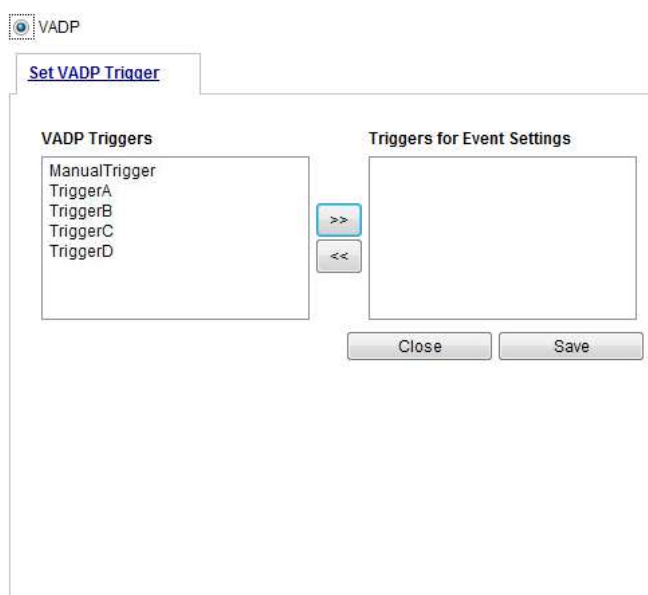 VADP
Set VADP Trigger
VADP Triggers
Triggers for Event Settings
ManualTrigger
TriggerA
TriggerB
TriggerC
TriggerD
>>
<<
Close
Save